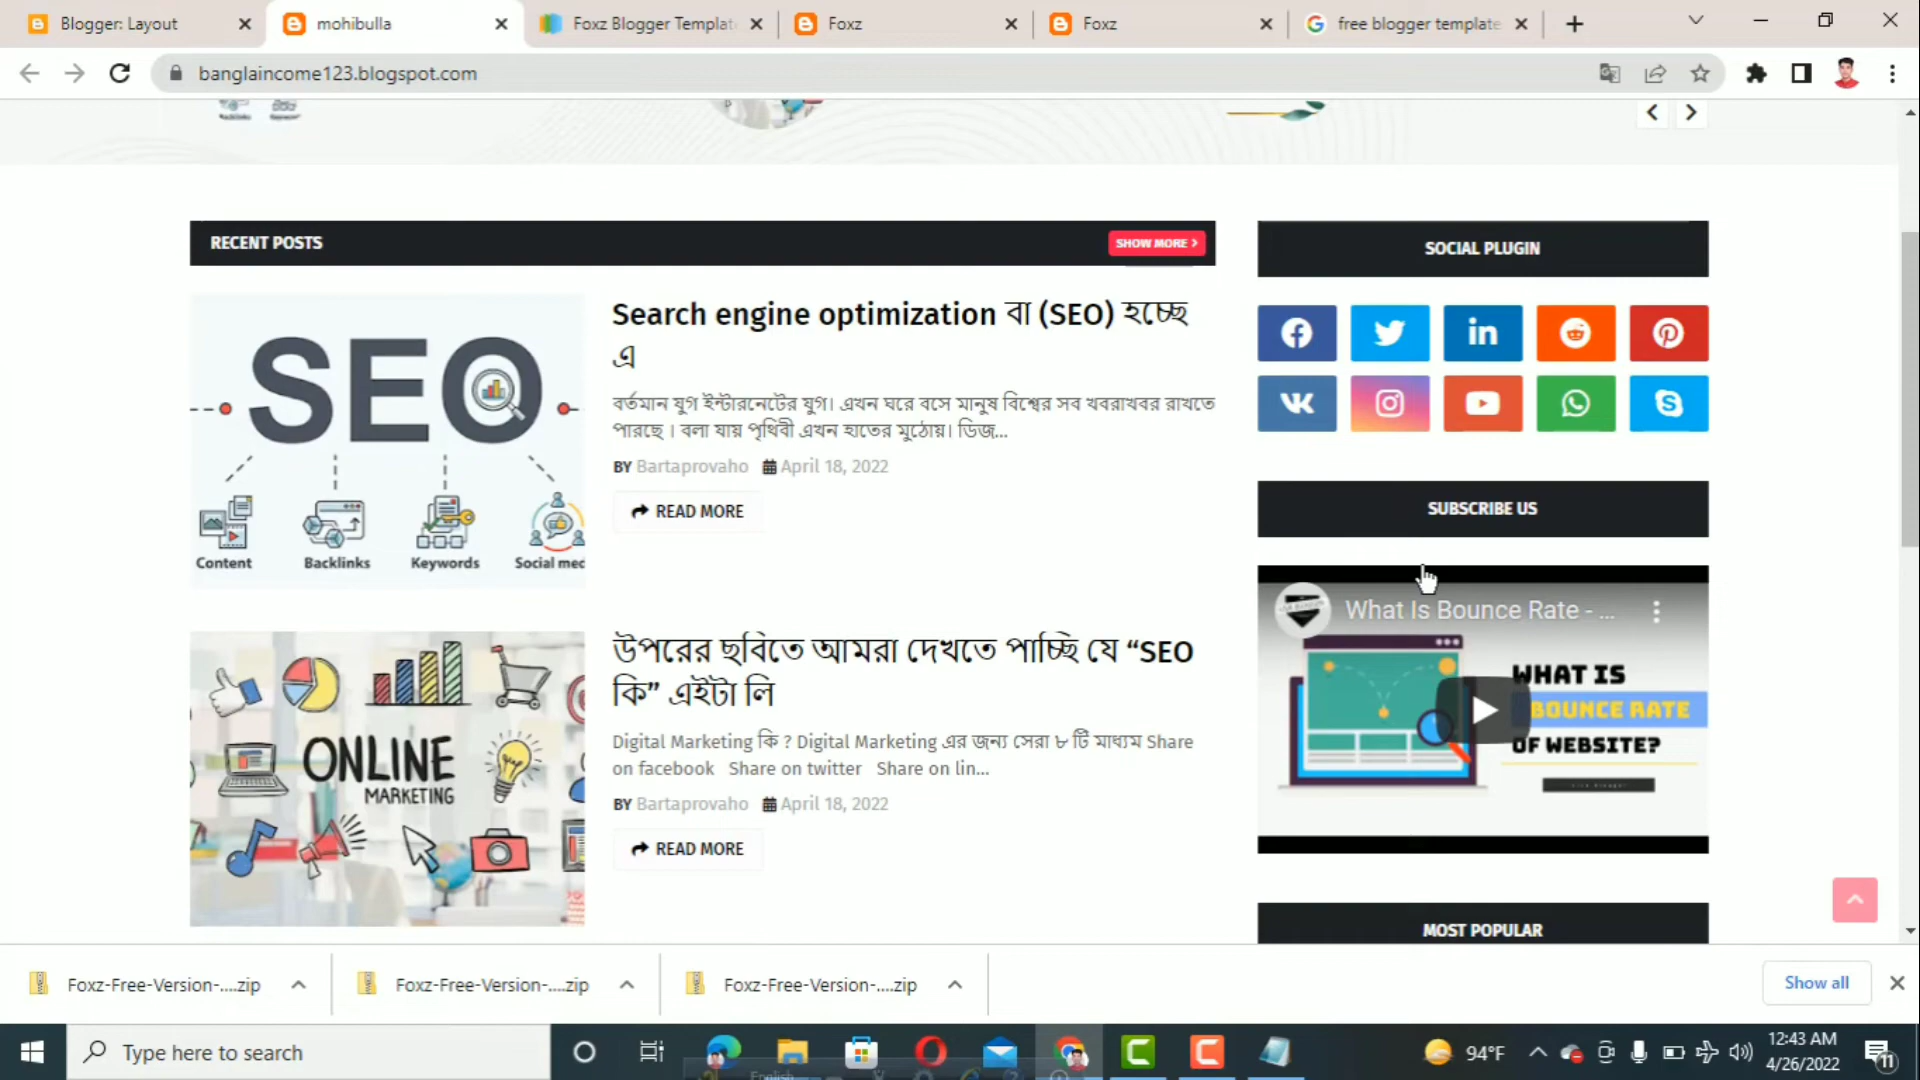 Blogger: Layout
mohibulla
Foxz Blogger Templat
Foxz
Foxz
free blogger template
banglaincome123.blogspot.com
RECENT POSTS
SHOW MORE
SOCIAL PLUGIN
SEO
Content
Backlinks
Keywords
Social med
Search engine optimization বা (SEO) হচ্ছে
এ
বর্তমান যুগ ইন্টারনেটের যুগ। এখন ঘরে বসে মানুষ বিশ্বের সব খবরাখবর রাখতে
পারছে । বলা যায় পৃথিবী এখন হাতের মুঠোয়। ডিজ...
BY Bartaprovaho April 18, 2022
READ MORE
SUBSCRIBE US
What Is Bounce Rate - ...
WHAT IS
BOUNCE RATE
OF WEBSITE?
ONLINE
MARKETING
উপরের ছবিতে আমরা দেখতে পাচ্ছি যে “SEO
কি” এইটা লি
Digital Marketing কি ? Digital Marketing এর জন্য সেরা ৮ টি মাধ্যম Share
on facebook Share on twitter Share on lin...
BY Bartaprovaho April 18, 2022
READ MORE
MOST POPULAR
Foxz-Free-Version-....zip
Foxz-Free-Version-....zip
Foxz-Free-Version-....zip
Show all
Type here to search
English
94°F
12:43 AM
4/26/2022
11